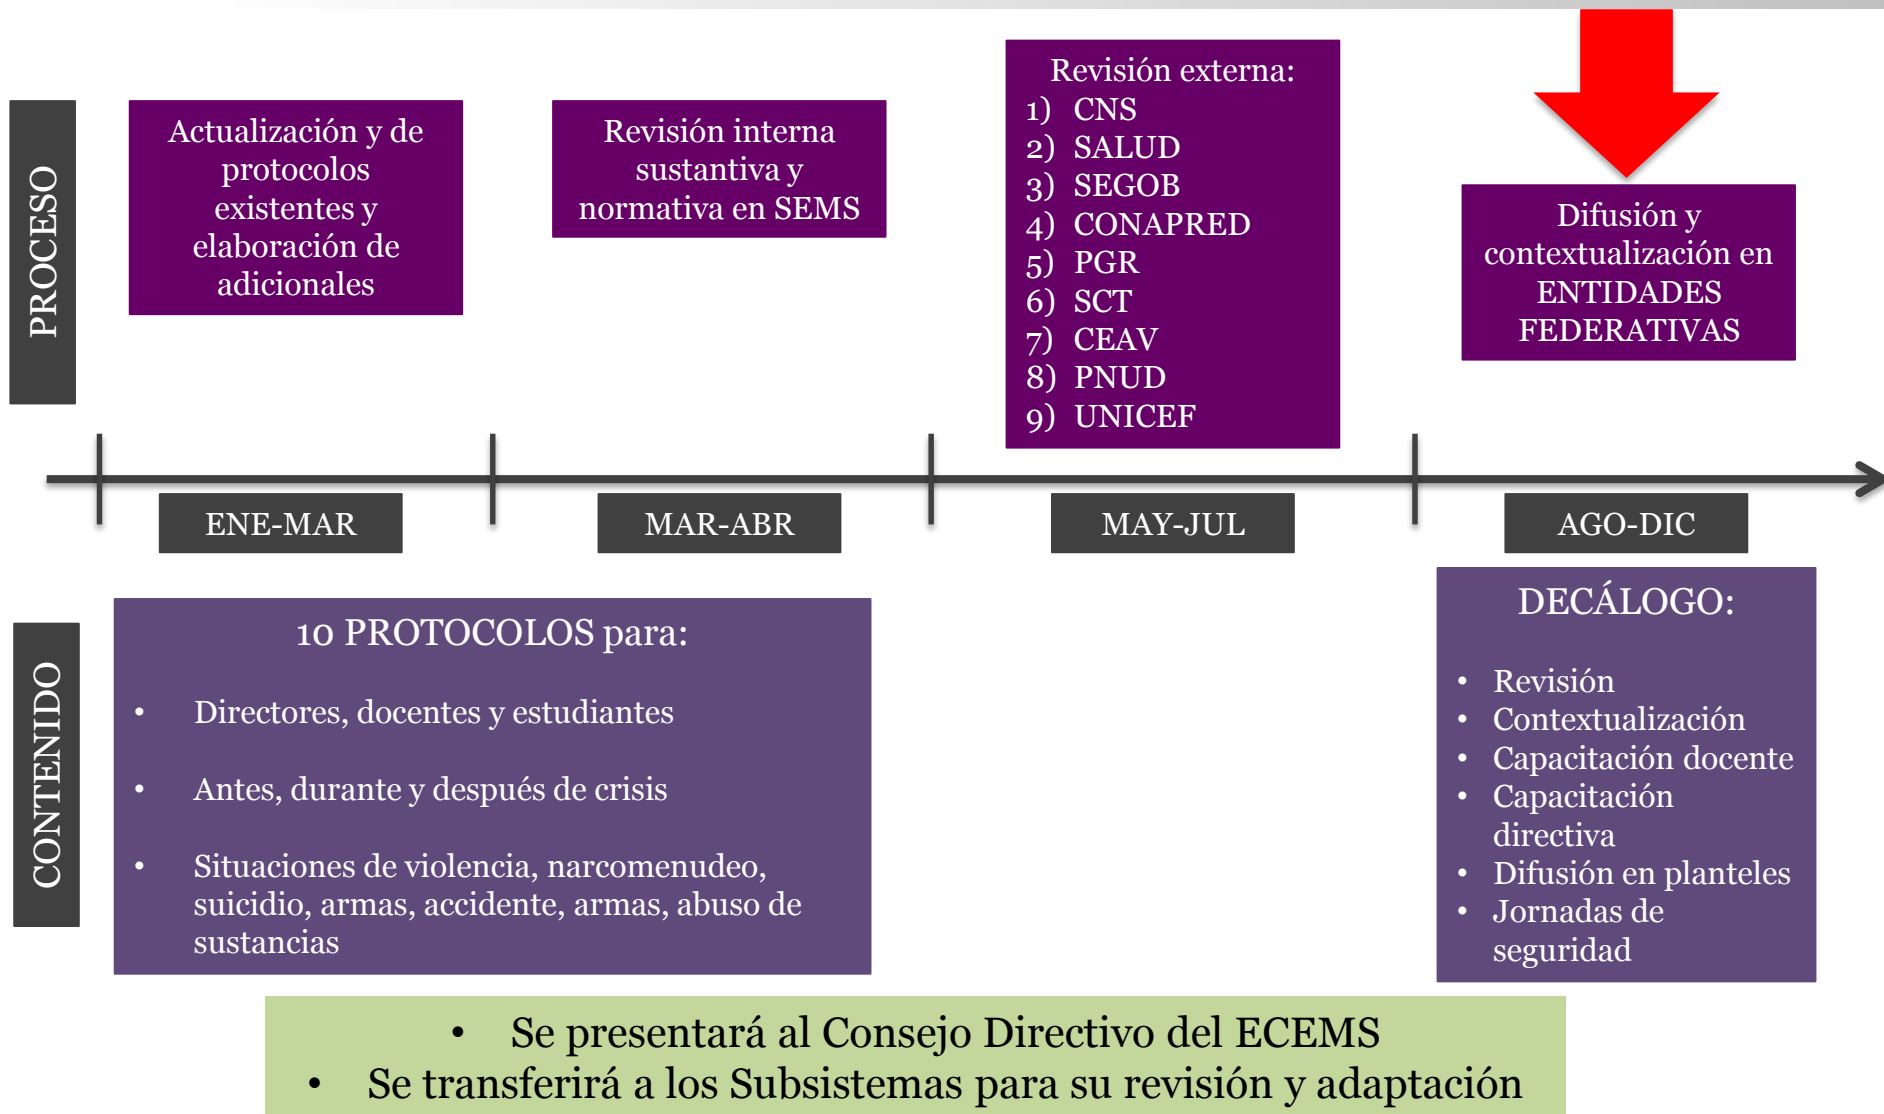 PROCESO
Actualización y de
protocolos
existentes y
elaboración de
adicionales
Revisión interna
sustantiva y
normativa en SEMS
Revisión externa:
1) CNS
2) SALUD
3) SEGOB
4) CONAPRED
5) PGR
6) SCT
7) CEAV
8) PNUD
9) UNICEF
Difusión y
contextualización en
ENTIDADES
FEDERATIVAS
ENE-MAR
MAR-ABR
MAY-JUL
AGO-DIC
CONTENIDO
10 PROTOCOLOS para:
• Directores, docentes y estudiantes
• Antes, durante y después de crisis
• Situaciones de violencia, narcomenudeo,
suicidio, armas, accidente, armas, abuso de
sustancias
DECÁLOGO:
• Revisión
• Contextualización
• Capacitación docente
• Capacitación
directiva
• Difusión en planteles
• Jornadas de
seguridad
• Se presentará al Consejo Directivo del ECEMS
• Se transferirá a los Subsistemas para su revisión y adaptación